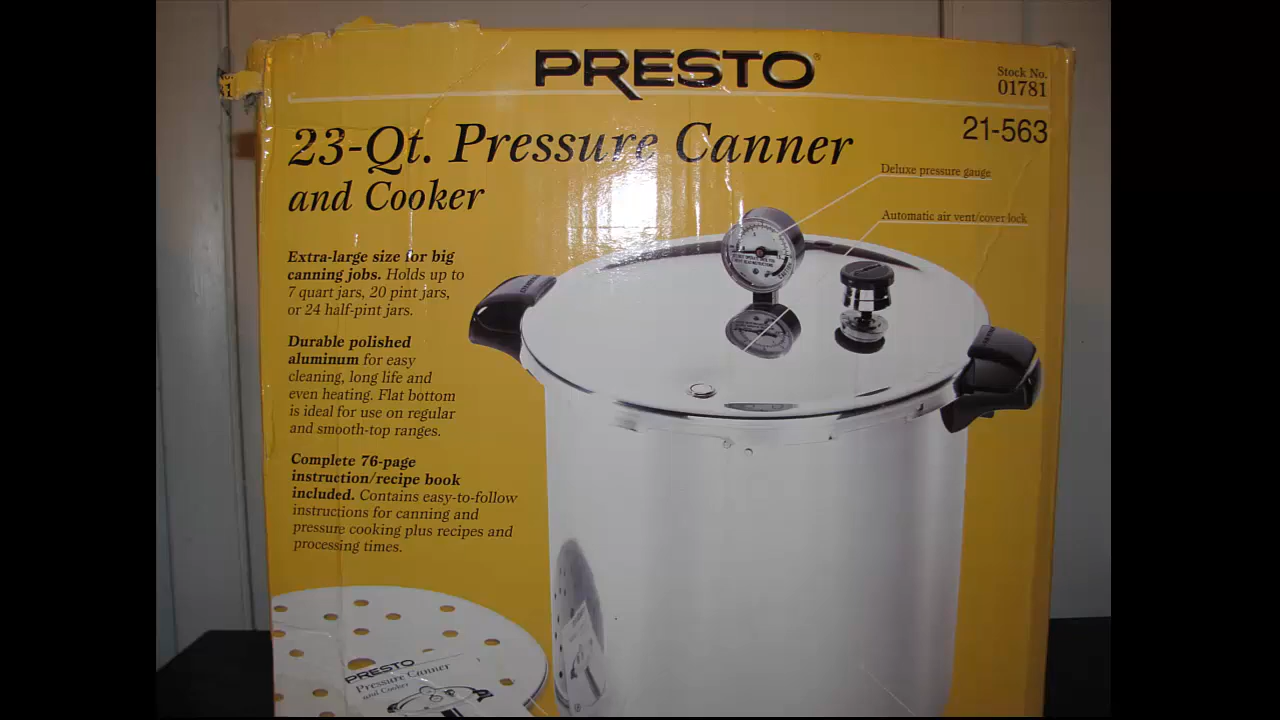 PRESTO®
Stock No.
01781
21-563
23-Qt. Pressure Canner
and Cooker
Deluxe pressure gauge
Automatic air vent/cover lock
Extra-large size for big
canning jobs. Holds up to
7 quart jars, 20 pint jars,
or 24 half-pint jars.
Durable polished
aluminum for easy
cleaning, long life and
even heating. Flat bottom
is ideal for use on regular
and smooth-top ranges.
Complete 76-page
instruction/recipe book
included. Contains easy-to-follow
instructions for canning and
pressure cooking plus recipes and
processing times.
PRESTO
Pressure Canner
and Cooker